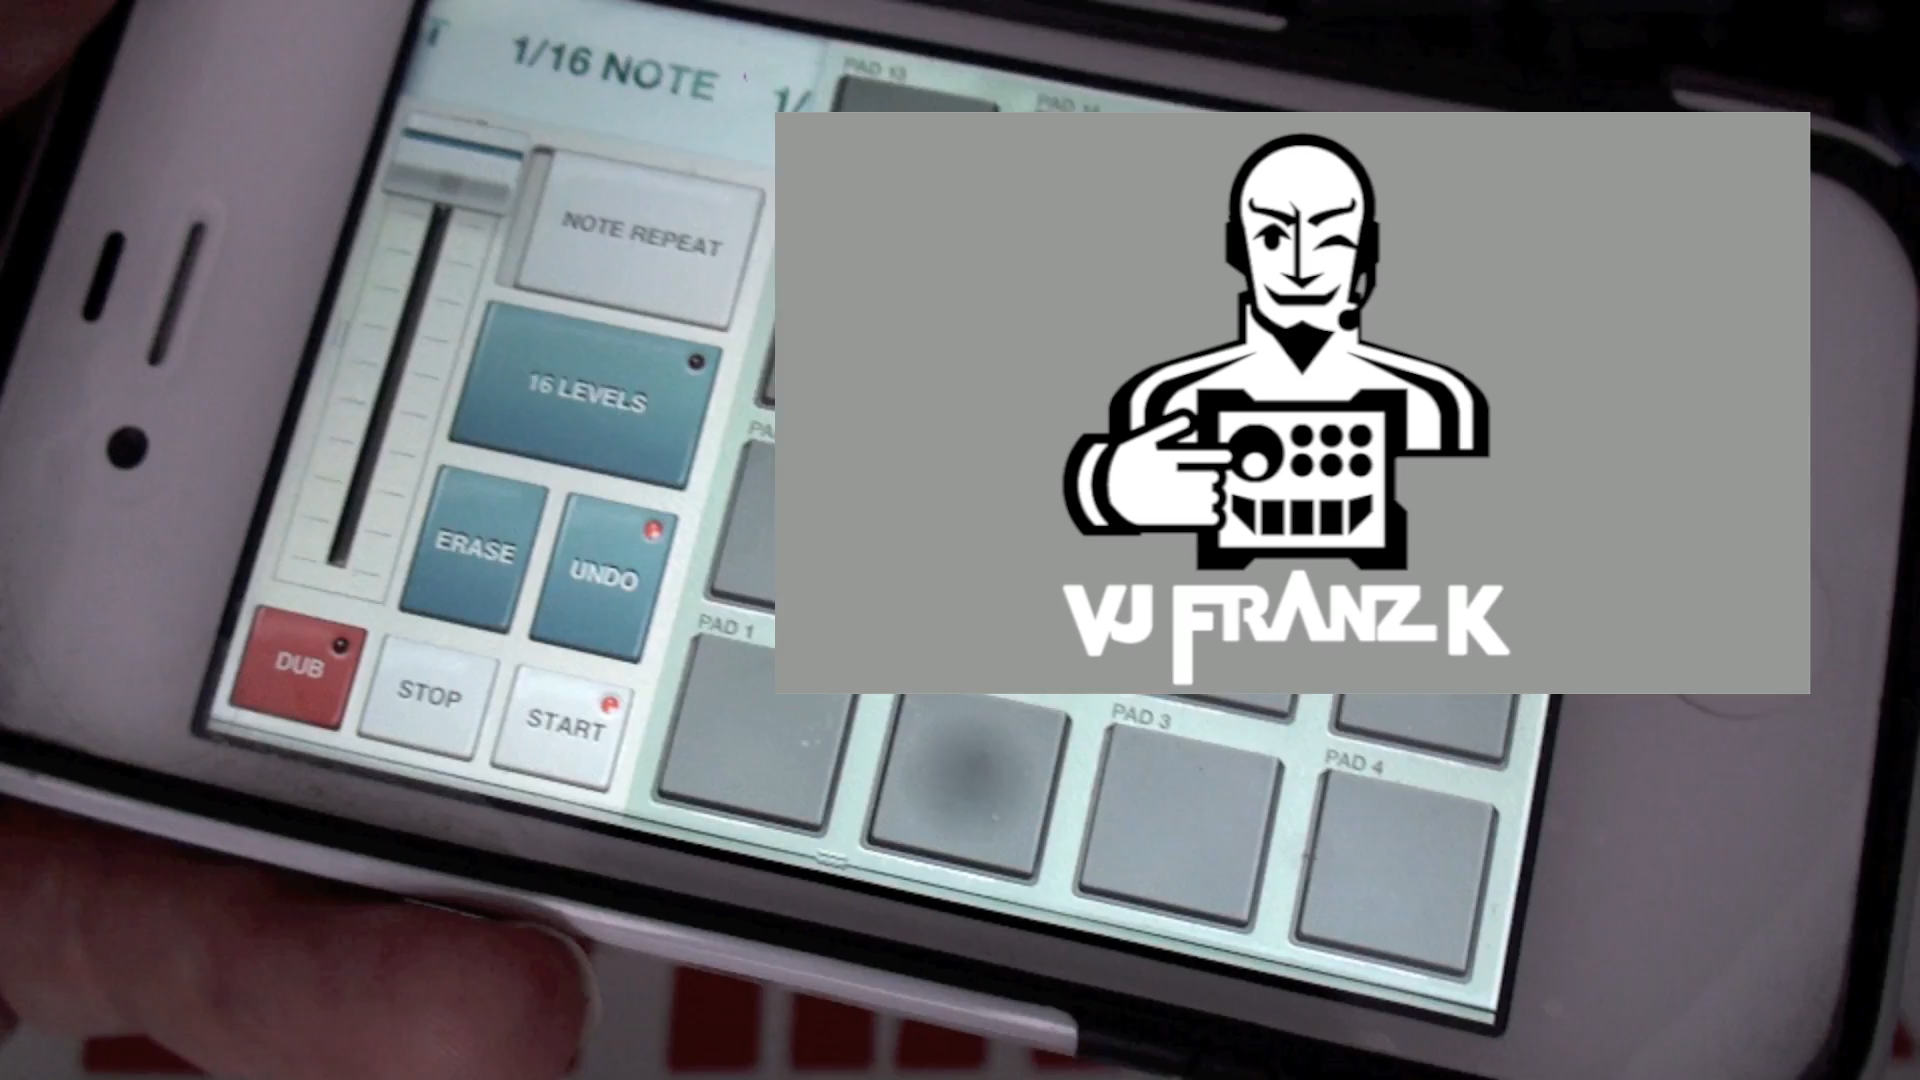 1/16 NOTE
1/
PAD 13
NOTE REPEAT
16 LEVELS
ERASE
UNDO
DUB
STOP
START
PAD 1
PAD 3
PAD 4
VJ FRANZ K